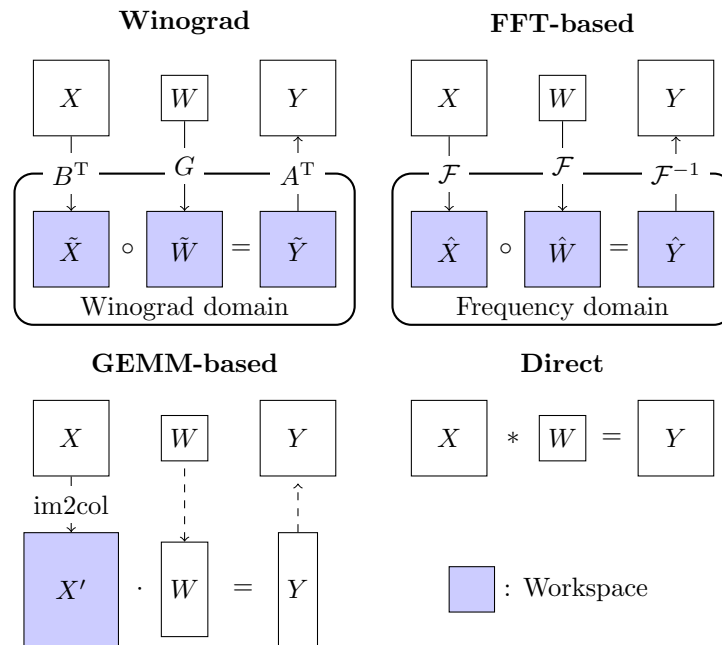 Winograd
X W Y
B^T G A^T
X̃ ∘ W̃ = Ỹ
Winograd domain
FFT-based
X W Y
𝓕 𝓕 𝓕^{-1}
X̂ ∘ Ŵ = Ŷ
Frequency domain
GEMM-based
X W Y
im2col
X′ · W = Y
Direct
X * W = Y
: Workspace